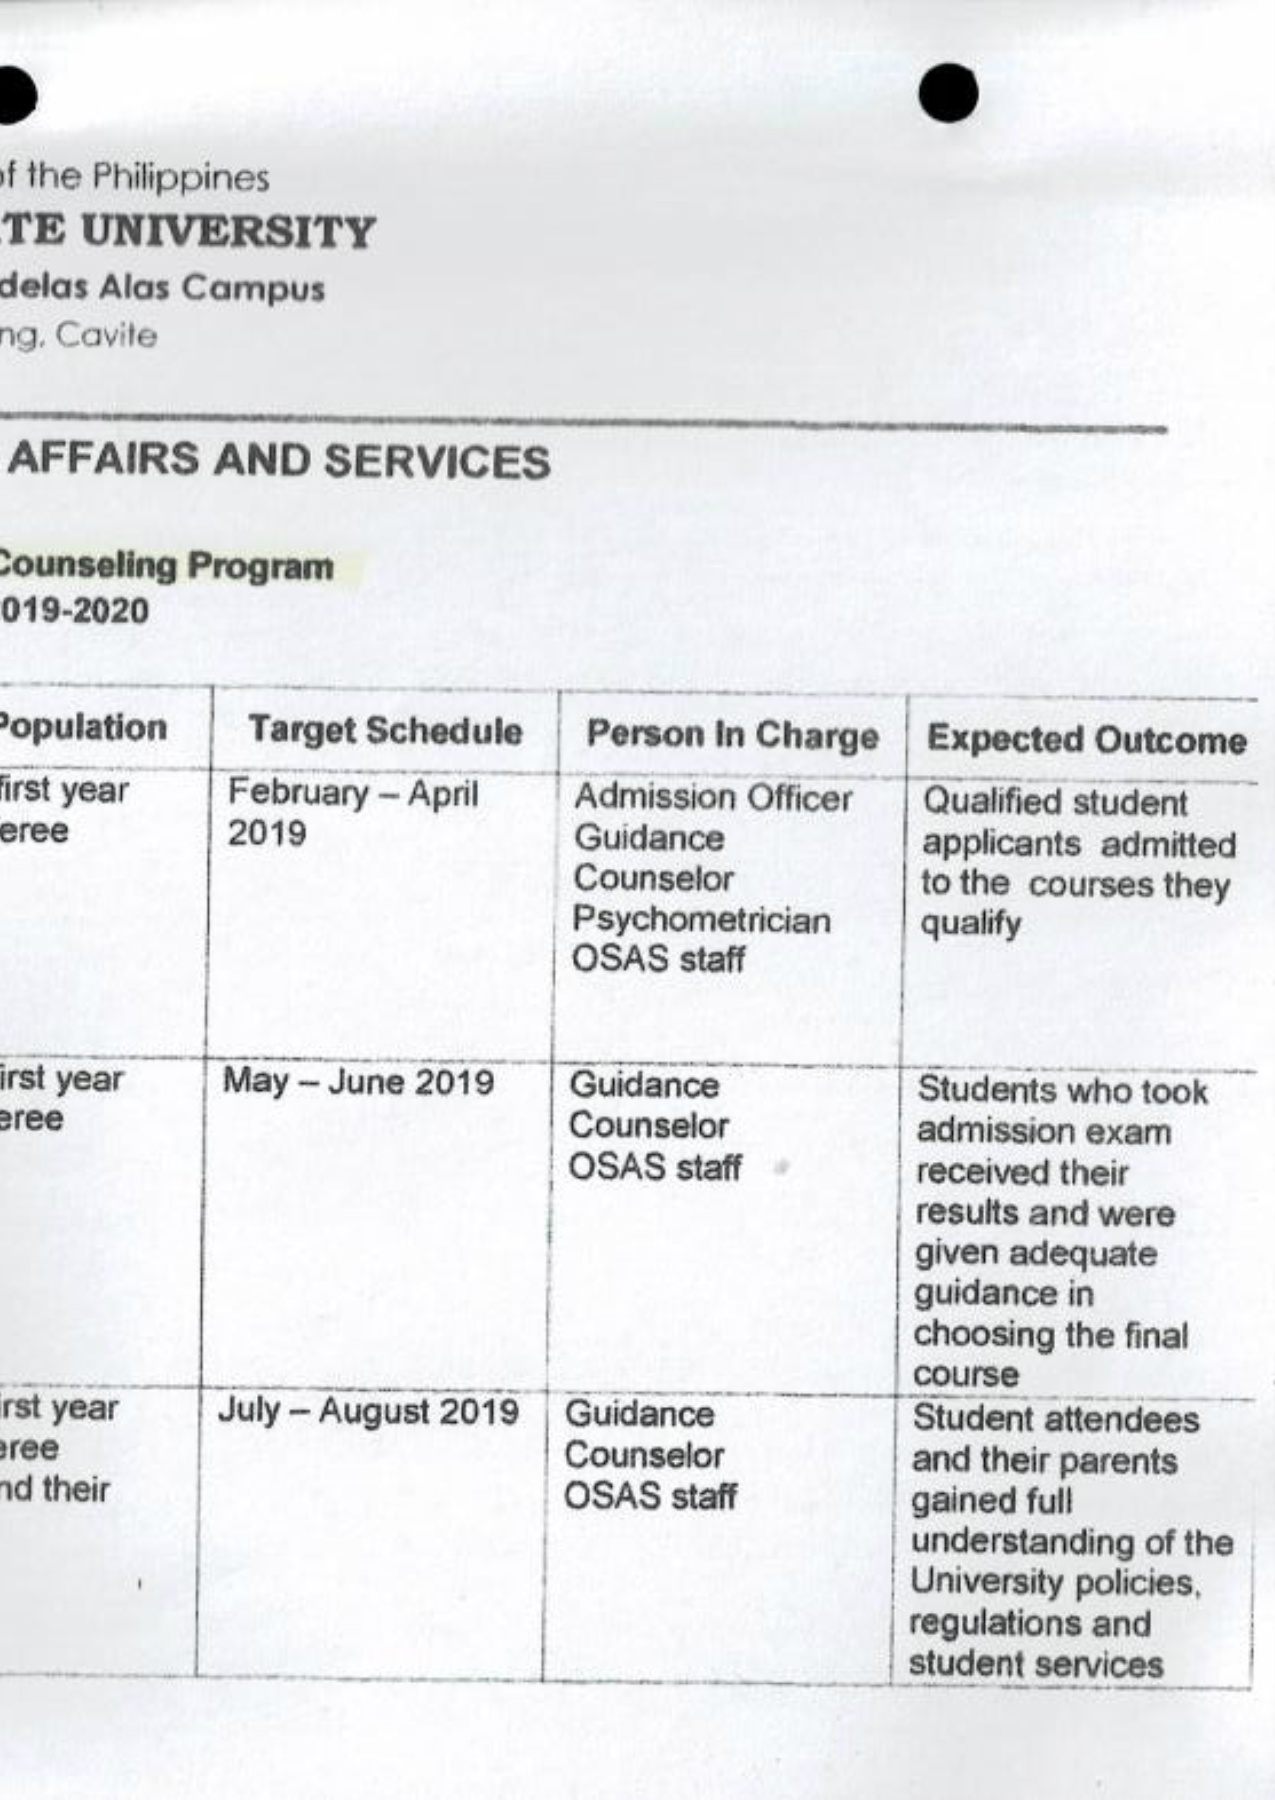 of the Philippines
TE UNIVERSITY
delas Alas Campus
ng, Cavite
AFFAIRS AND SERVICES
Counseling Program
019-2020
Population
Target Schedule
Person In Charge
Expected Outcome
first year
eree
February – April
2019
Admission Officer
Guidance
Counselor
Psychometrician
OSAS staff
Qualified student
applicants admitted
to the courses they
qualify
irst year
eree
May – June 2019
Guidance
Counselor
OSAS staff
Students who took
admission exam
received their
results and were
given adequate
guidance in
choosing the final
course
irst year
eree
nd their
July – August 2019
Guidance
Counselor
OSAS staff
Student attendees
and their parents
gained full
understanding of the
University policies,
regulations and
student services